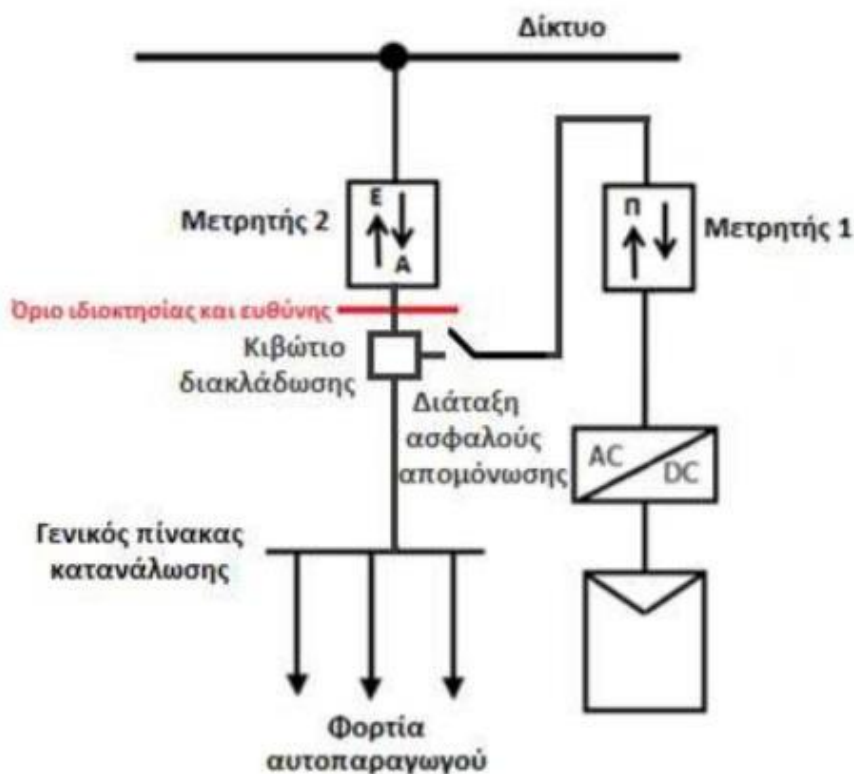 Δίκτυο
Μετρητής 2
Ε
Α
Π
Μετρητής 1
Όριο ιδιοκτησίας και ευθύνης
Κιβώτιο
διακλάδωσης
Διάταξη
ασφαλούς
απομόνωσης
AC
DC
Γενικός πίνακας
κατανάλωσης
Φορτία
αυτοπαραγωγού